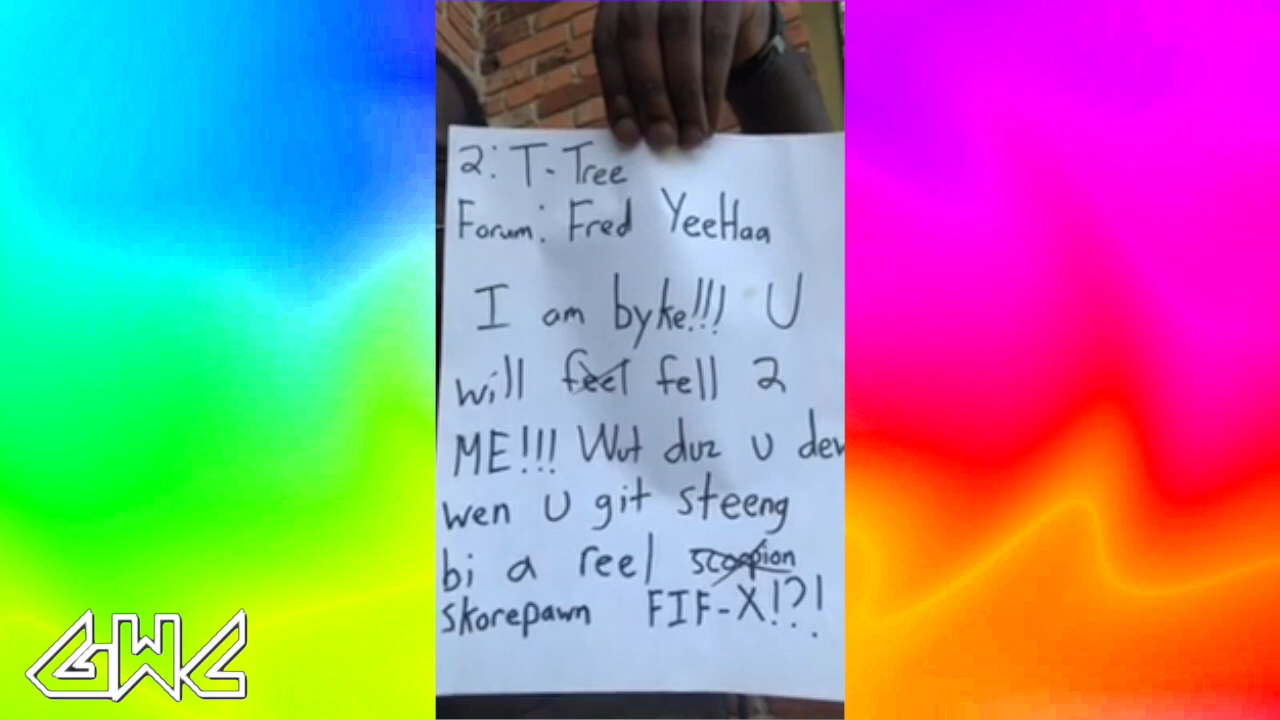 2: T-Tree
Forum: Fred YeeHaa
I am byke!!! U
will feel fell 2
ME!!! Wut duz u dew
wen U git steeng
bi a reel scorpion
skorepawn FIF-X!?!
GWC